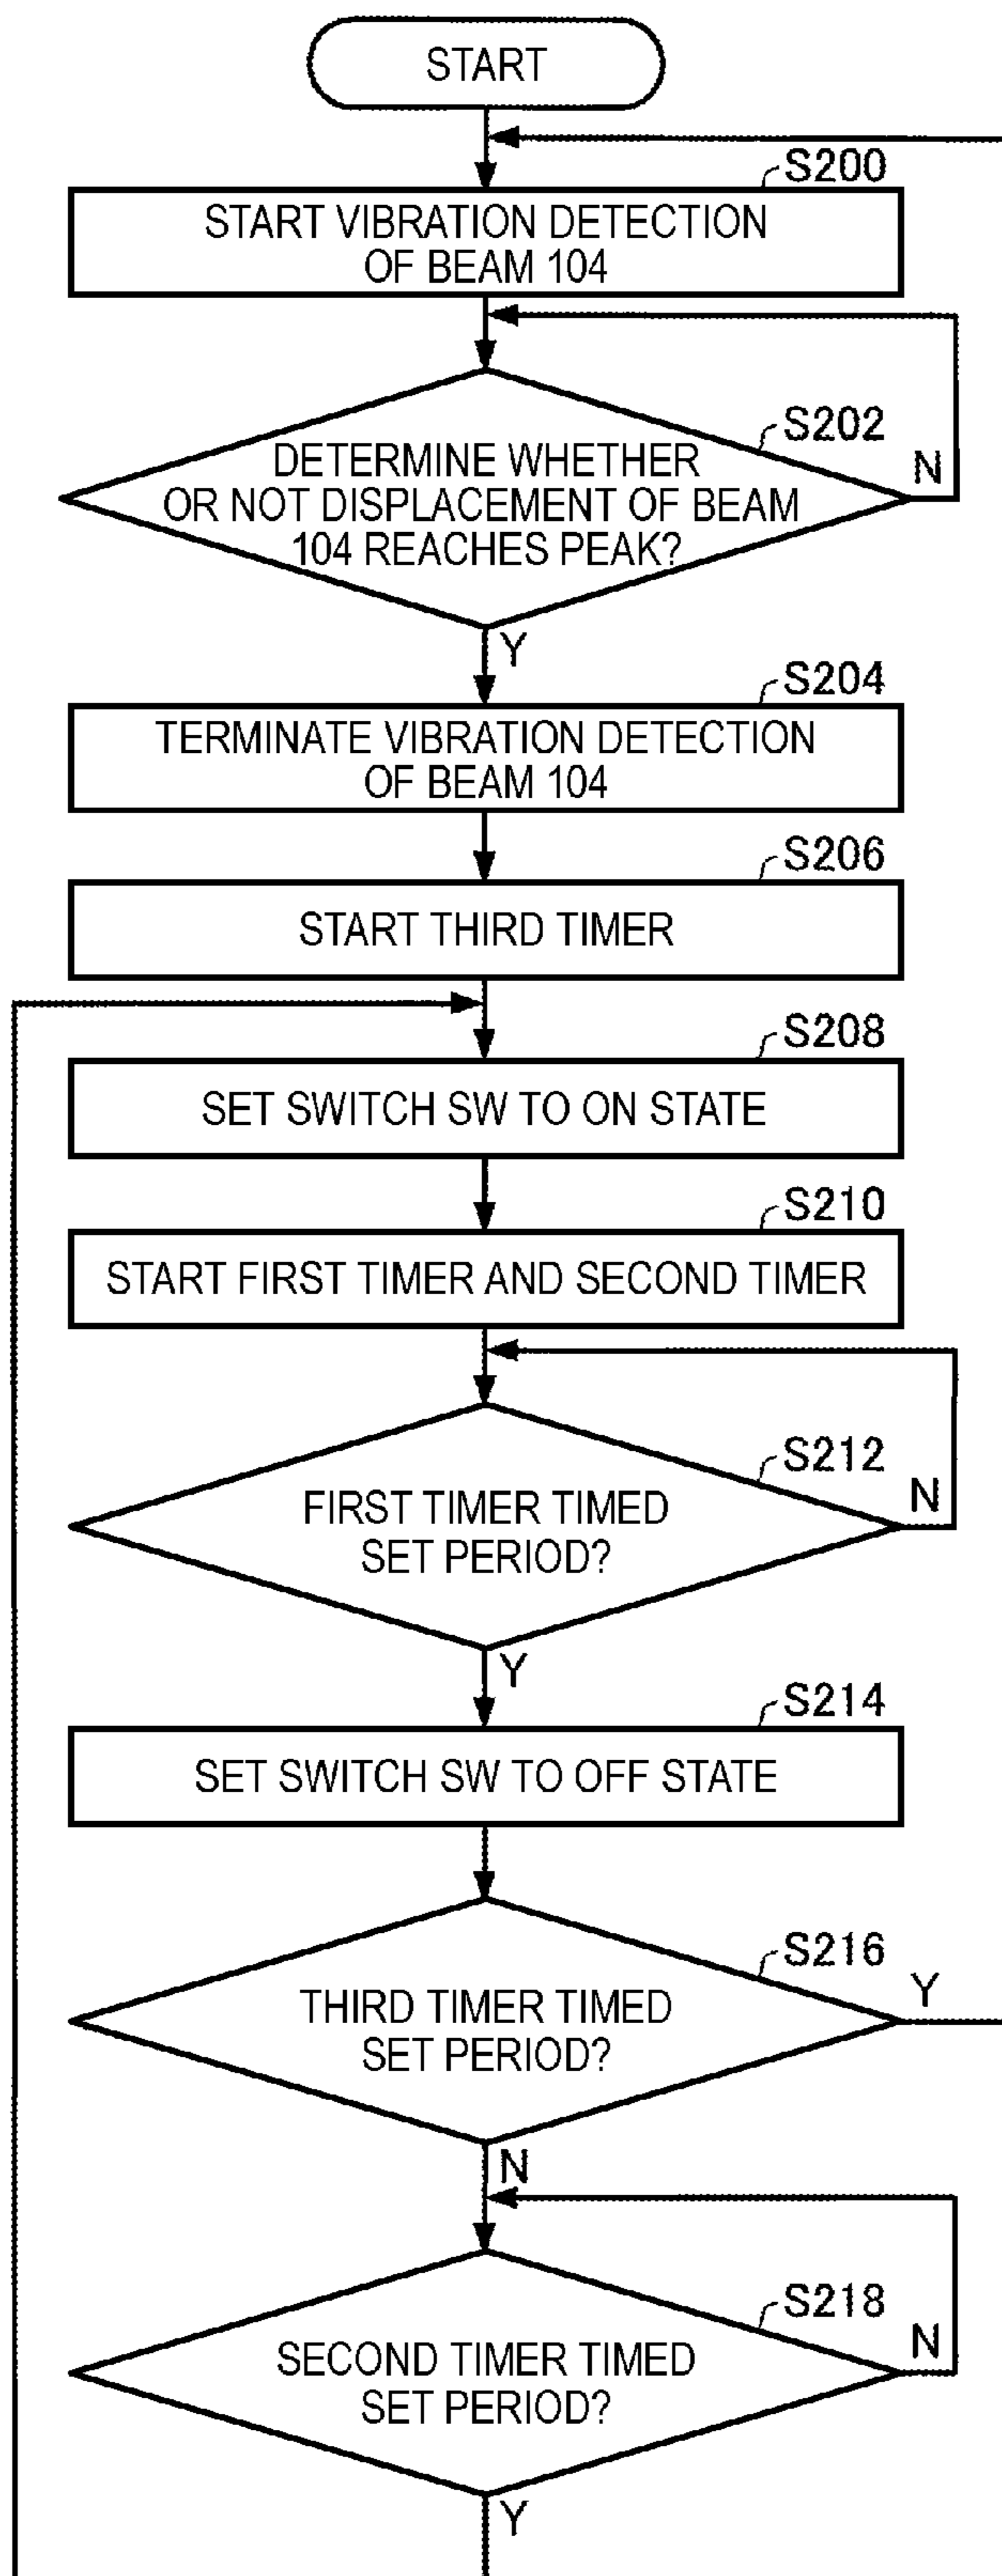 START
S200
START VIBRATION DETECTION
OF BEAM 104
S202
DETERMINE WHETHER
OR NOT DISPLACEMENT OF BEAM
104 REACHES PEAK?
N
Y
S204
TERMINATE VIBRATION DETECTION
OF BEAM 104
S206
START THIRD TIMER
S208
SET SWITCH SW TO ON STATE
S210
START FIRST TIMER AND SECOND TIMER
S212
FIRST TIMER TIMED
SET PERIOD?
N
Y
S214
SET SWITCH SW TO OFF STATE
S216
THIRD TIMER TIMED
SET PERIOD?
Y
N
S218
SECOND TIMER TIMED
SET PERIOD?
N
Y